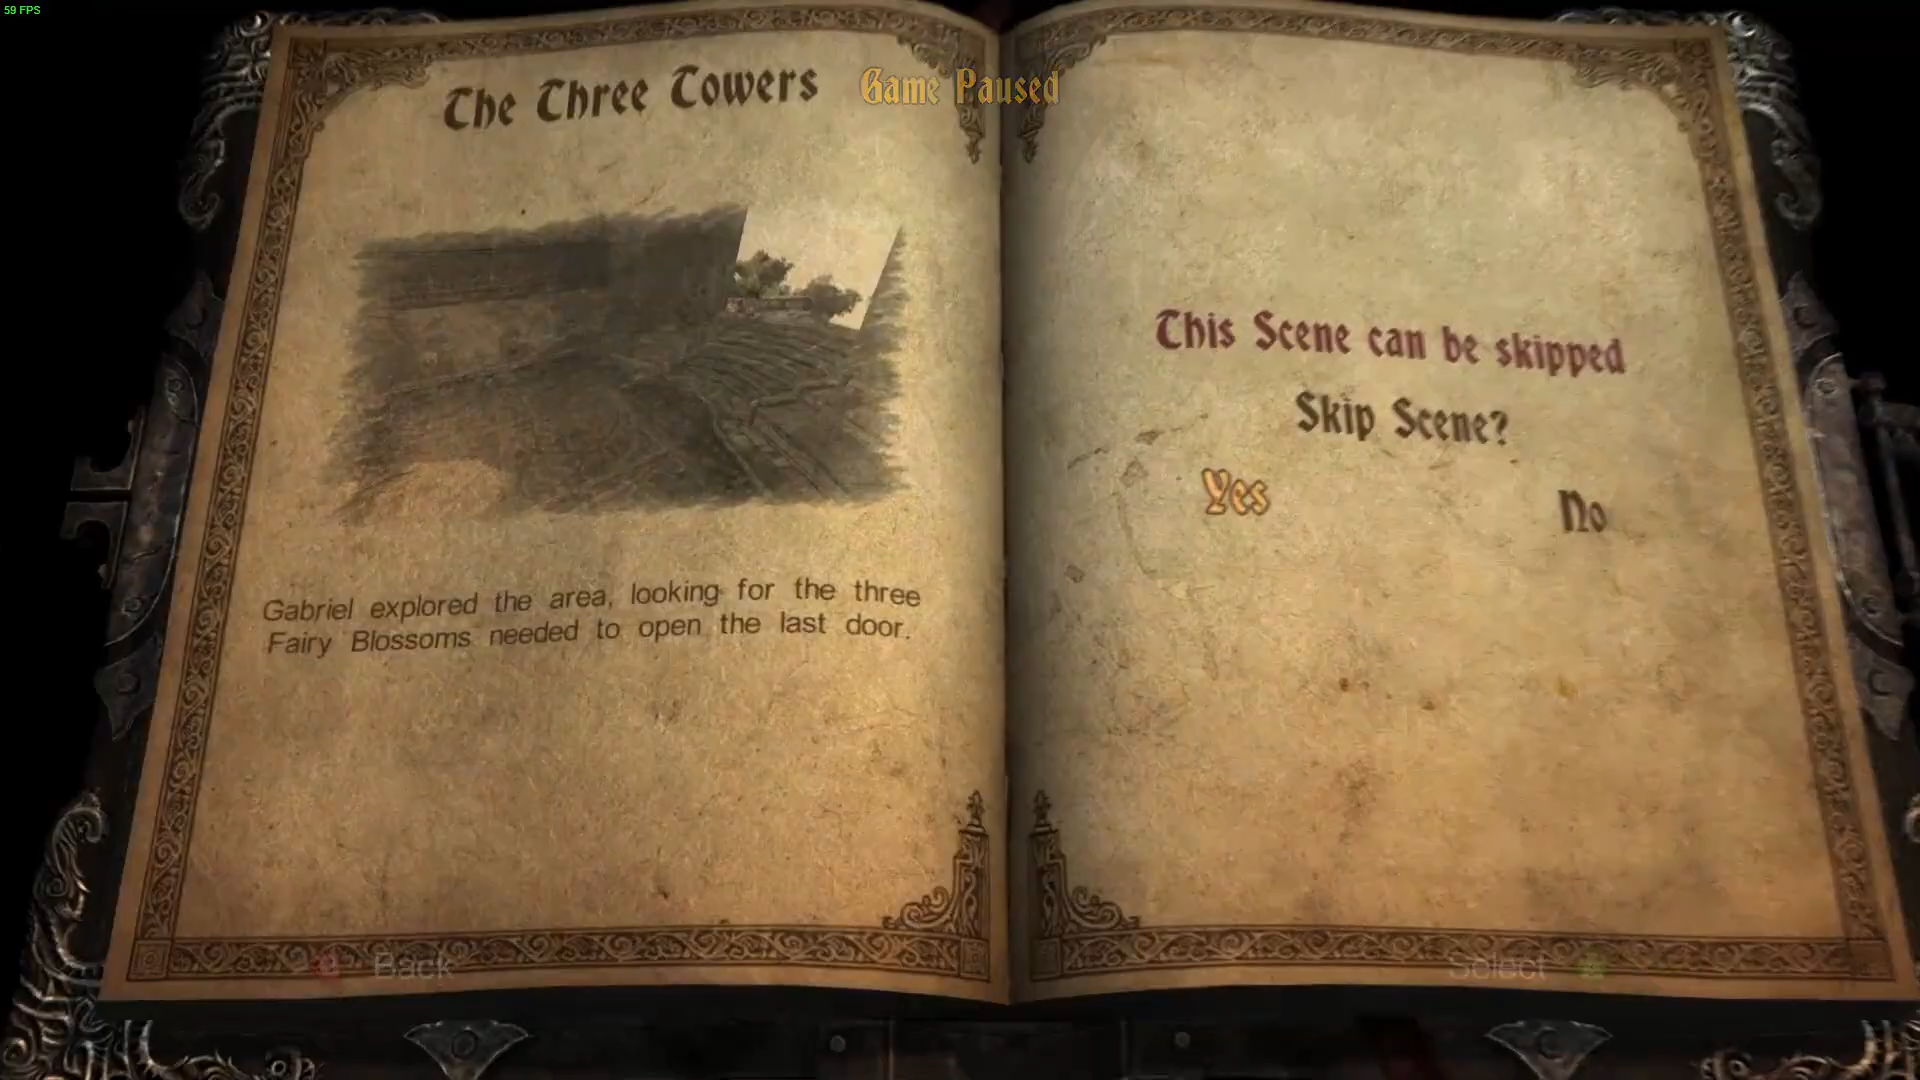 59 FPS
The Three Towers
Game Paused
Gabriel explored the area, looking for the three
Fairy Blossoms needed to open the last door.
This Scene can be skipped
Skip Scene?
Yes
No
Back
Select